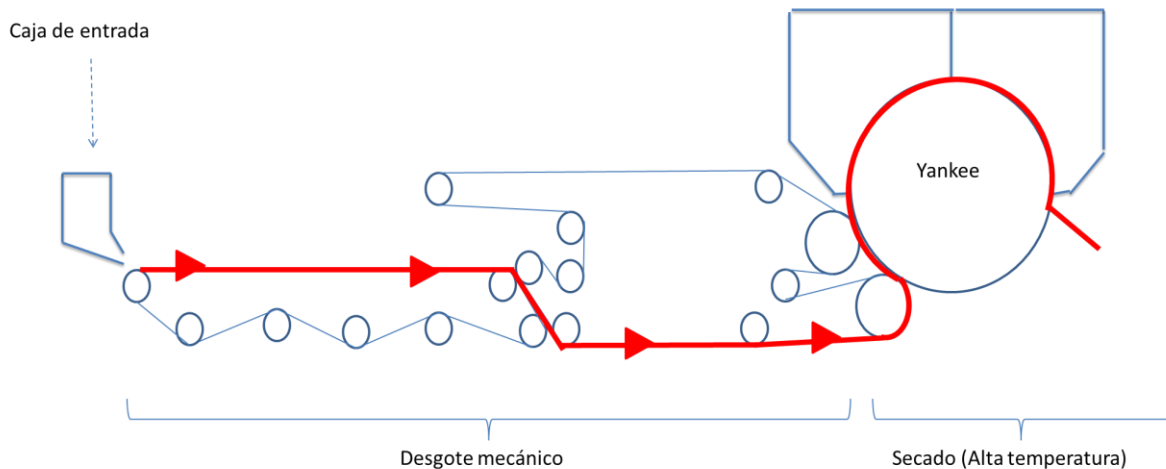 Caja de entrada
Yankee
Desgote mecánico
Secado (Alta temperatura)